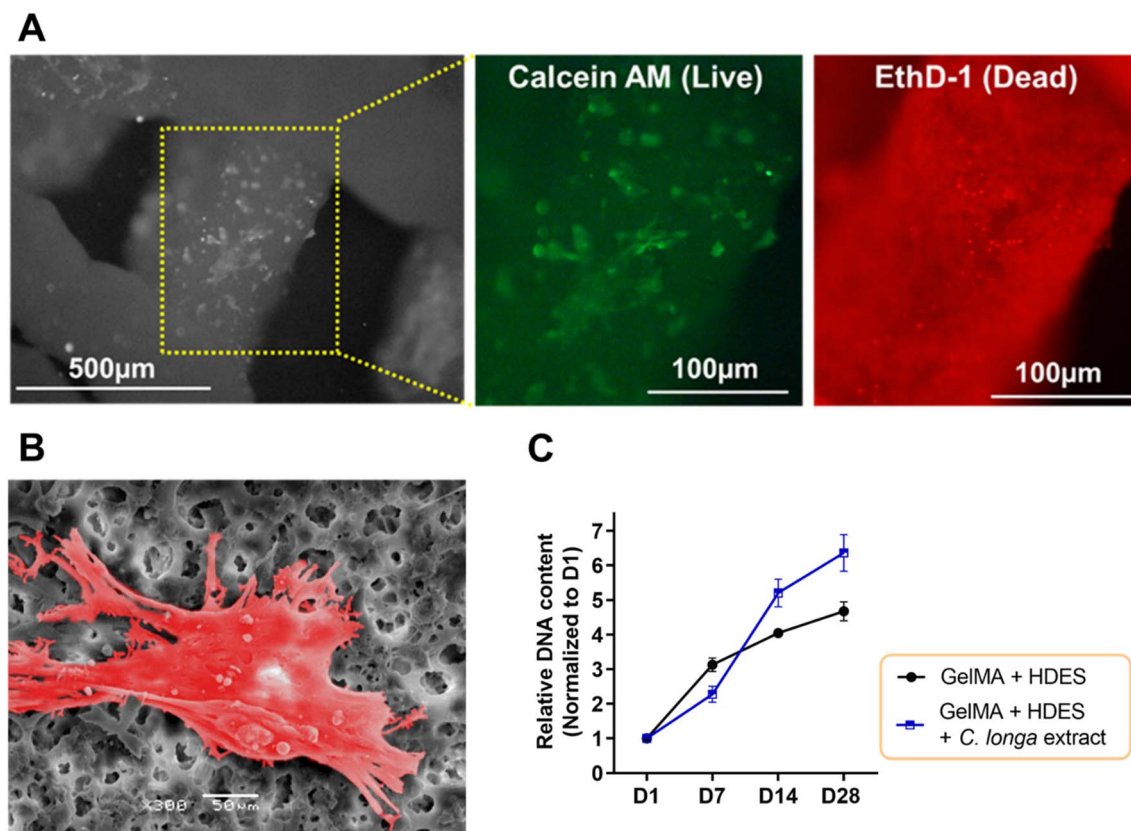 A
Calcein AM (Live)
EthD-1 (Dead)
500µm
100µm
100µm
B
X300 50µm
C
Relative DNA content
(Normalized to D1)
7
6
5
4
3
2
1
0
D1 D7 D14 D28
GelMA + HDES
GelMA + HDES
+ C. longa extract